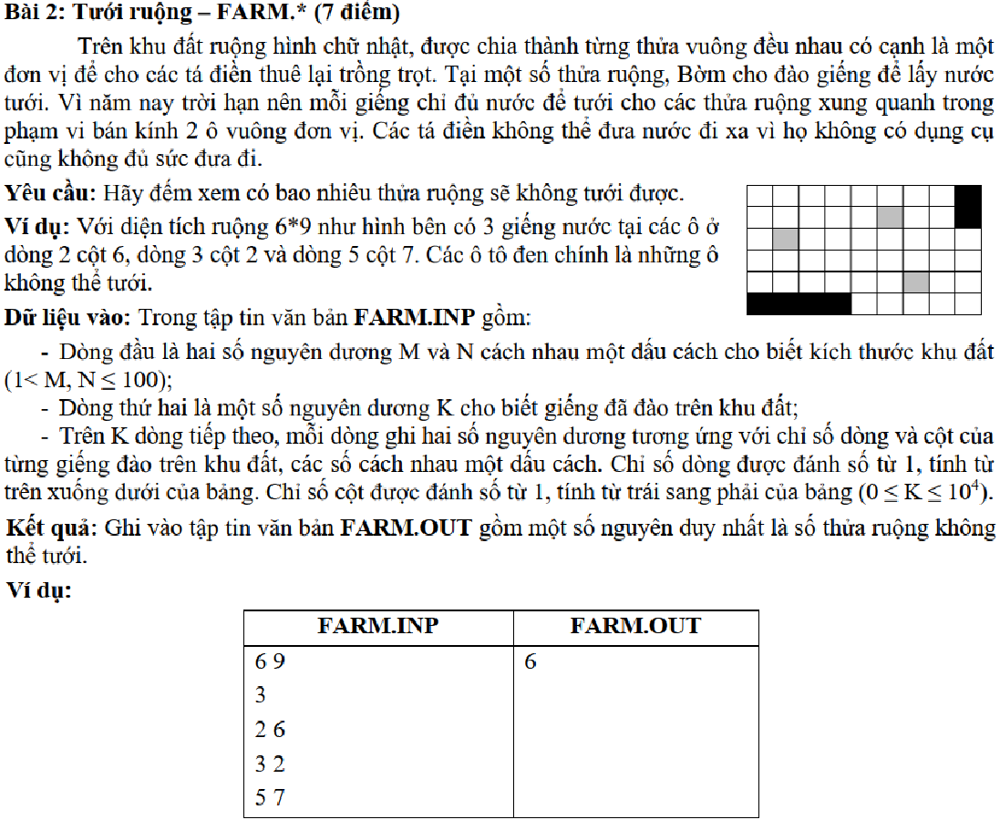 Bài 2: Tưới ruộng – FARM.* (7 điểm)
Trên khu đất ruộng hình chữ nhật, được chia thành từng thửa vuông đều nhau có cạnh là một
đơn vị để cho các tá điền thuê lại trồng trọt. Tại một số thửa ruộng, Bờm cho đào giếng để lấy nước
tưới. Vì năm nay trời hạn nên mỗi giếng chỉ đủ nước để tưới cho các thửa ruộng xung quanh trong
phạm vi bán kính 2 ô vuông đơn vị. Các tá điền không thể đưa nước đi xa vì họ không có dụng cụ
cũng không đủ sức đưa đi.
Yêu cầu: Hãy đếm xem có bao nhiêu thửa ruộng sẽ không tưới được.
Ví dụ: Với diện tích ruộng 6*9 như hình bên có 3 giếng nước tại các ô ở
dòng 2 cột 6, dòng 3 cột 2 và dòng 5 cột 7. Các ô tô đen chính là những ô
không thể tưới.
Dữ liệu vào: Trong tập tin văn bản FARM.INP gồm:
- Dòng đầu là hai số nguyên dương M và N cách nhau một dấu cách cho biết kích thước khu đất
(1< M, N ≤ 100);
- Dòng thứ hai là một số nguyên dương K cho biết giếng đã đào trên khu đất;
- Trên K dòng tiếp theo, mỗi dòng ghi hai số nguyên dương tương ứng với chỉ số dòng và cột của
từng giếng đào trên khu đất, các số cách nhau một dấu cách. Chỉ số dòng được đánh số từ 1, tính từ
trên xuống dưới của bảng. Chỉ số cột được đánh số từ 1, tính từ trái sang phải của bảng (0 ≤ K ≤ 10⁴).
Kết quả: Ghi vào tập tin văn bản FARM.OUT gồm một số nguyên duy nhất là số thửa ruộng không
thể tưới.
Ví dụ:
FARM.INP FARM.OUT
6 9 6
3
2 6
3 2
5 7